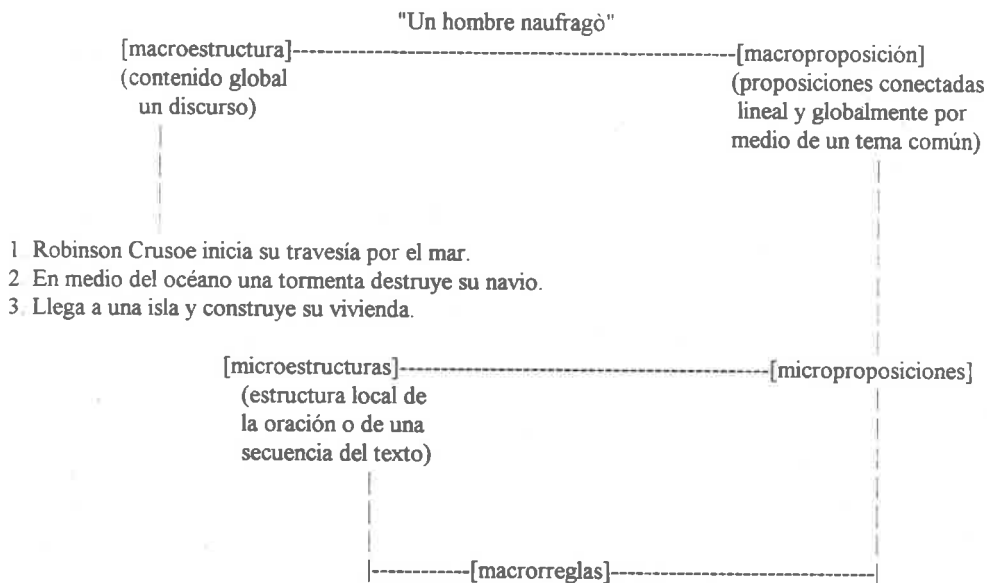 "Un hombre naufragò"
[macroestructura]--------------------------------------------------------[macroproposición]
(contenido global
un discurso)
(proposiciones conectadas
lineal y globalmente por
medio de un tema común)
1 Robinson Crusoe inicia su travesía por el mar.
2 En medio del océano una tormenta destruye su navio.
3 Llega a una isla y construye su vivienda.
[microestructuras]-----------------------------------------------[microproposiciones]
(estructura local de
la oración o de una
secuencia del texto)
|------------[macrorreglas]---------------------------------|